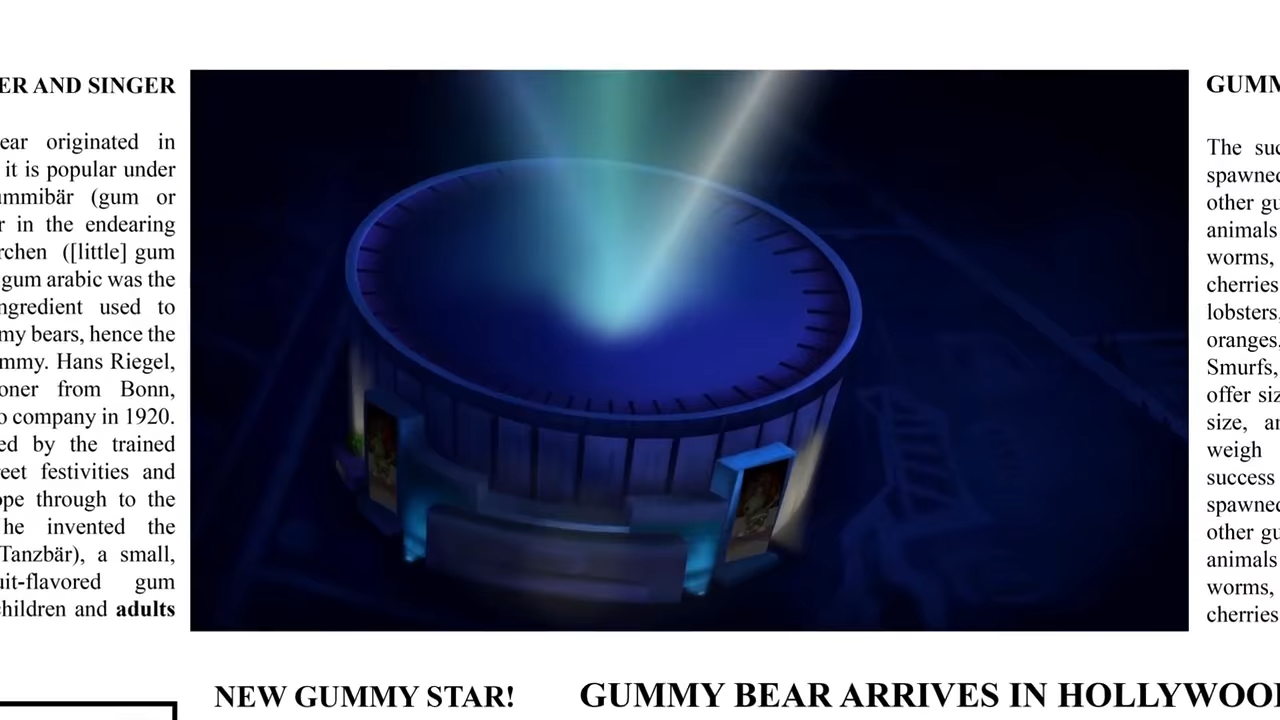 ER AND SINGER
ear originated in
it is popular under
ummibär (gum or
r in the endearing
rchen ([little] gum
gum arabic was the
ngredient used to
my bears, hence the
mmy. Hans Riegel,
oner from Bonn,
o company in 1920.
ed by the trained
reet festivities and
ope through to the
he invented the
Tanzbär), a small,
uit-flavored gum
children and adults
GUMM
The suc
spawned
other gu
animals
worms,
cherries
lobsters,
oranges,
Smurfs,
offer siz
size, an
weigh
success
spawned
other gu
animals
worms,
cherries
NEW GUMMY STAR!
GUMMY BEAR ARRIVES IN HOLLYWOO